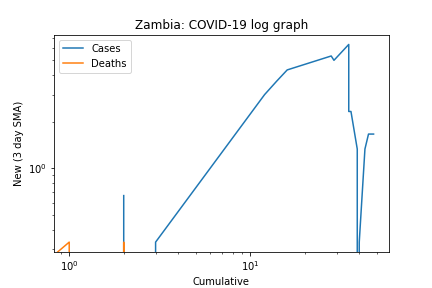 Zambia: COVID-19 log graph
Cases
Deaths
New (3 day SMA)
10⁰
10⁰
10¹
Cumulative